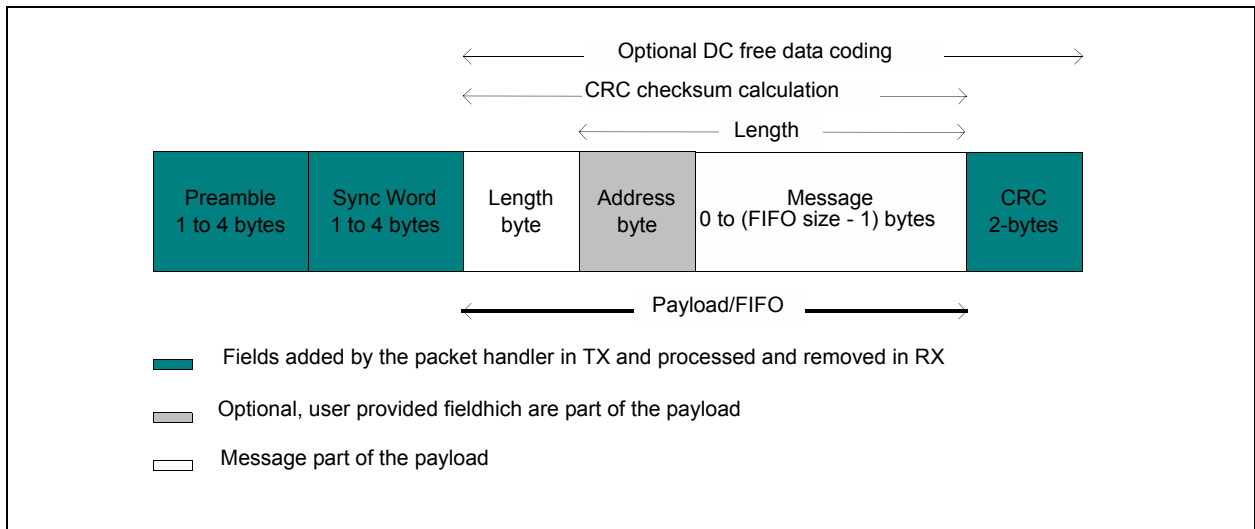 Optional DC free data coding
CRC checksum calculation
Length
Preamble
1 to 4 bytes
Sync Word
1 to 4 bytes
Length
byte
Address
byte
Message
0 to (FIFO size - 1) bytes
CRC
2-bytes
Payload/FIFO
Fields added by the packet handler in TX and processed and removed in RX
Optional, user provided fieldhich are part of the payload
Message part of the payload